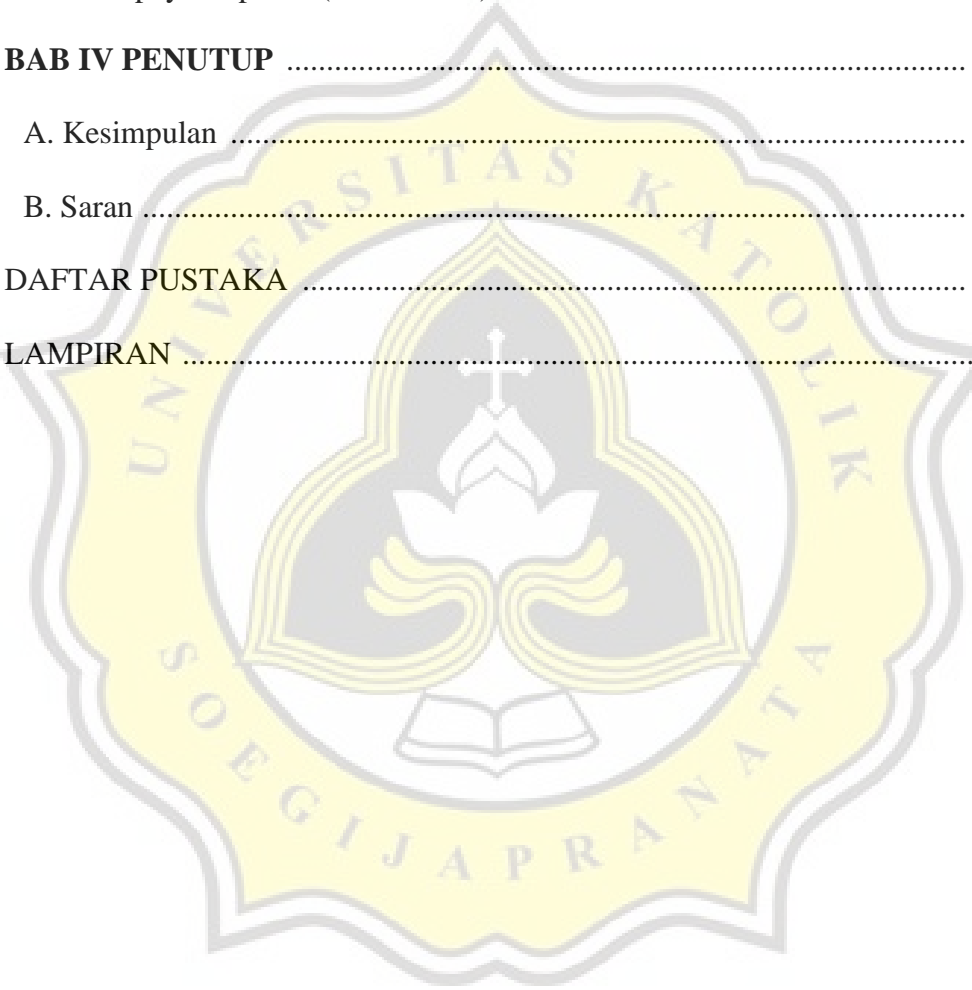 BAB IV PENUTUP ....................................................................................
A. Kesimpulan ...........................................................................................
B. Saran ......................................................................................................
DAFTAR PUSTAKA ..................................................................................
LAMPIRAN ..................................................................................................
UNIVERSITAS KATOLIK
SOEGIJAPRANATA